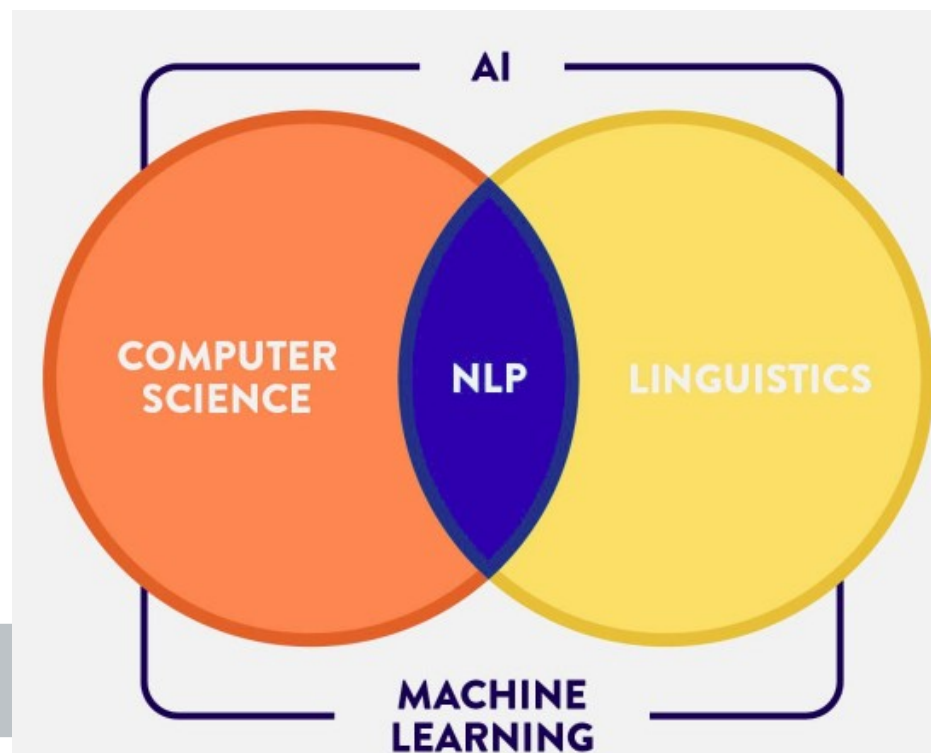 AI
COMPUTER
SCIENCE
NLP
LINGUISTICS
MACHINE
LEARNING